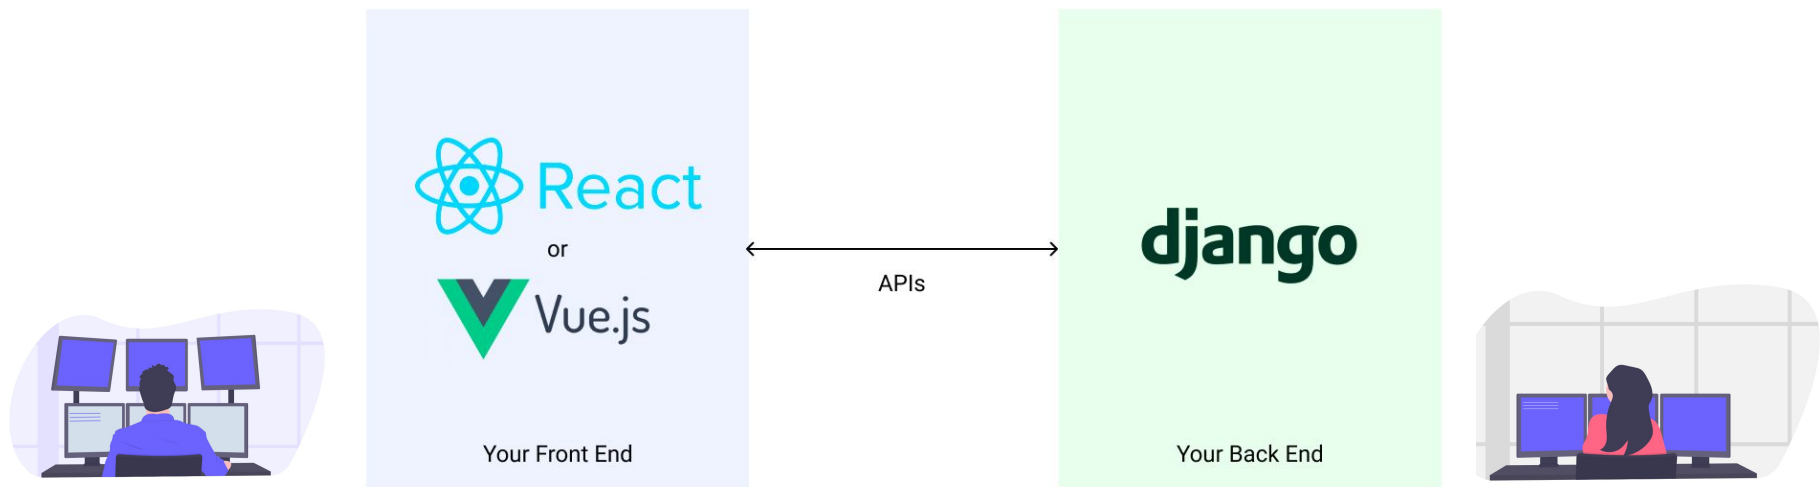 React
or
Vue.js
Your Front End
APIs
django
Your Back End